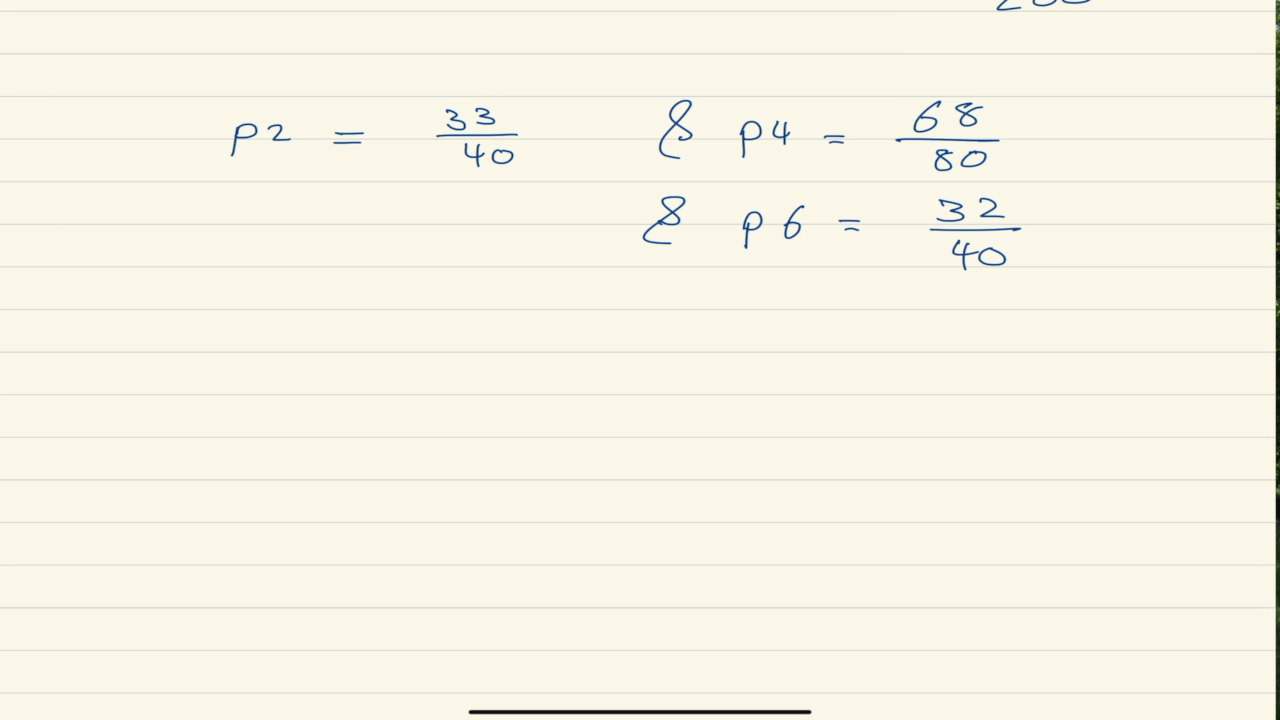 p2 = 33/40 & p4 = 68/80
& p6 = 32/40